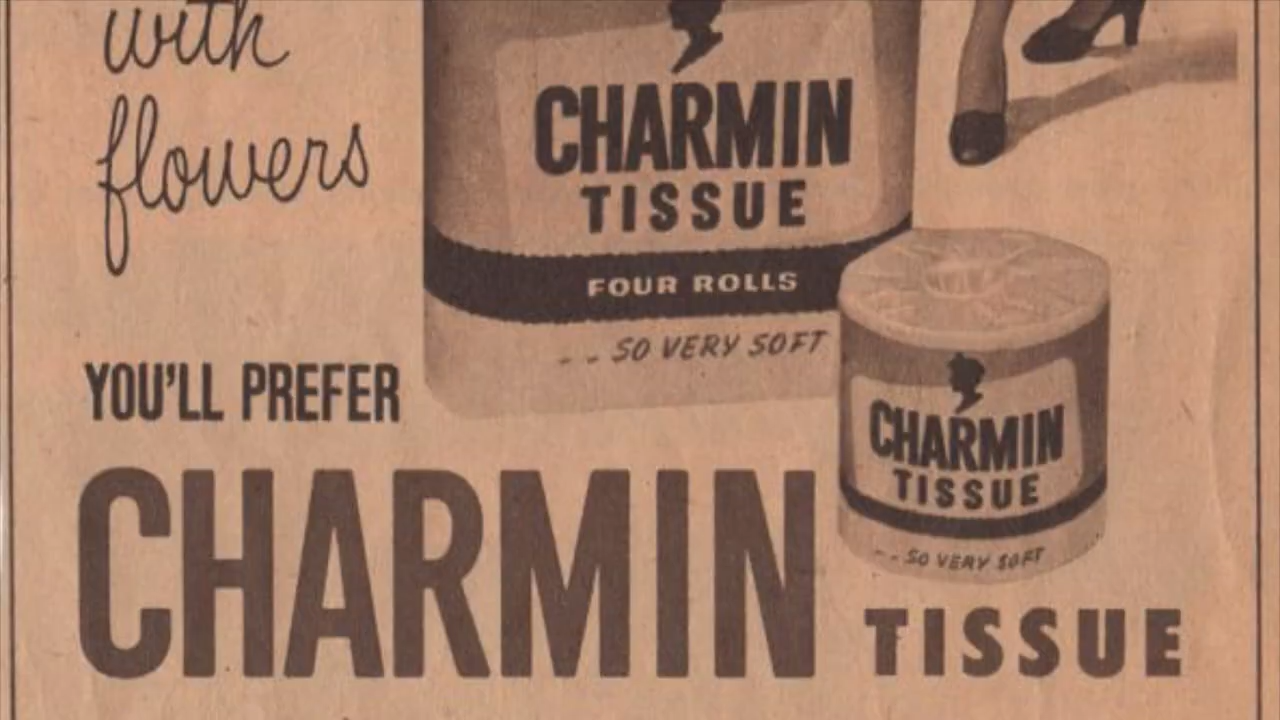 with
flowers
CHARMIN
TISSUE
FOUR ROLLS
- - SO VERY SOFT
YOU'LL PREFER
CHARMIN
TISSUE
CHARMIN
TISSUE
- - SO VERY SOFT